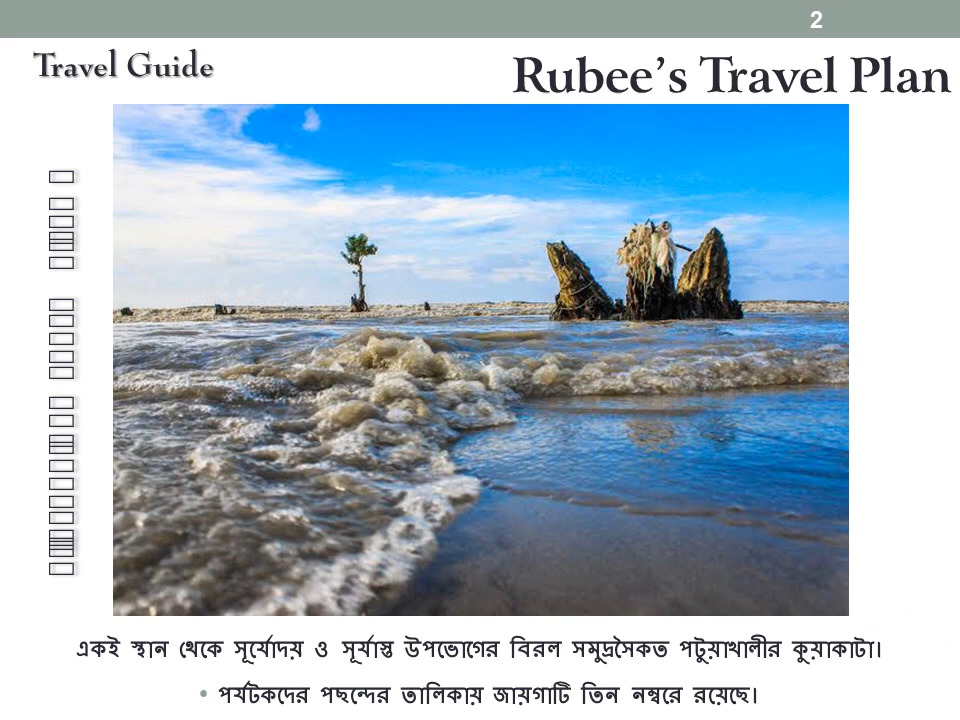 2
Travel Guide
Rubee’s Travel Plan
একই স্থান থেকে সূর্যোদয় ও সূর্যাস্ত উপভোগের বিরল সমুদ্রসৈকত পটুয়াখালীর কুয়াকাটা।
• পর্যটকদের পছন্দের তালিকায় জায়গাটি তিন নম্বরে রয়েছে।